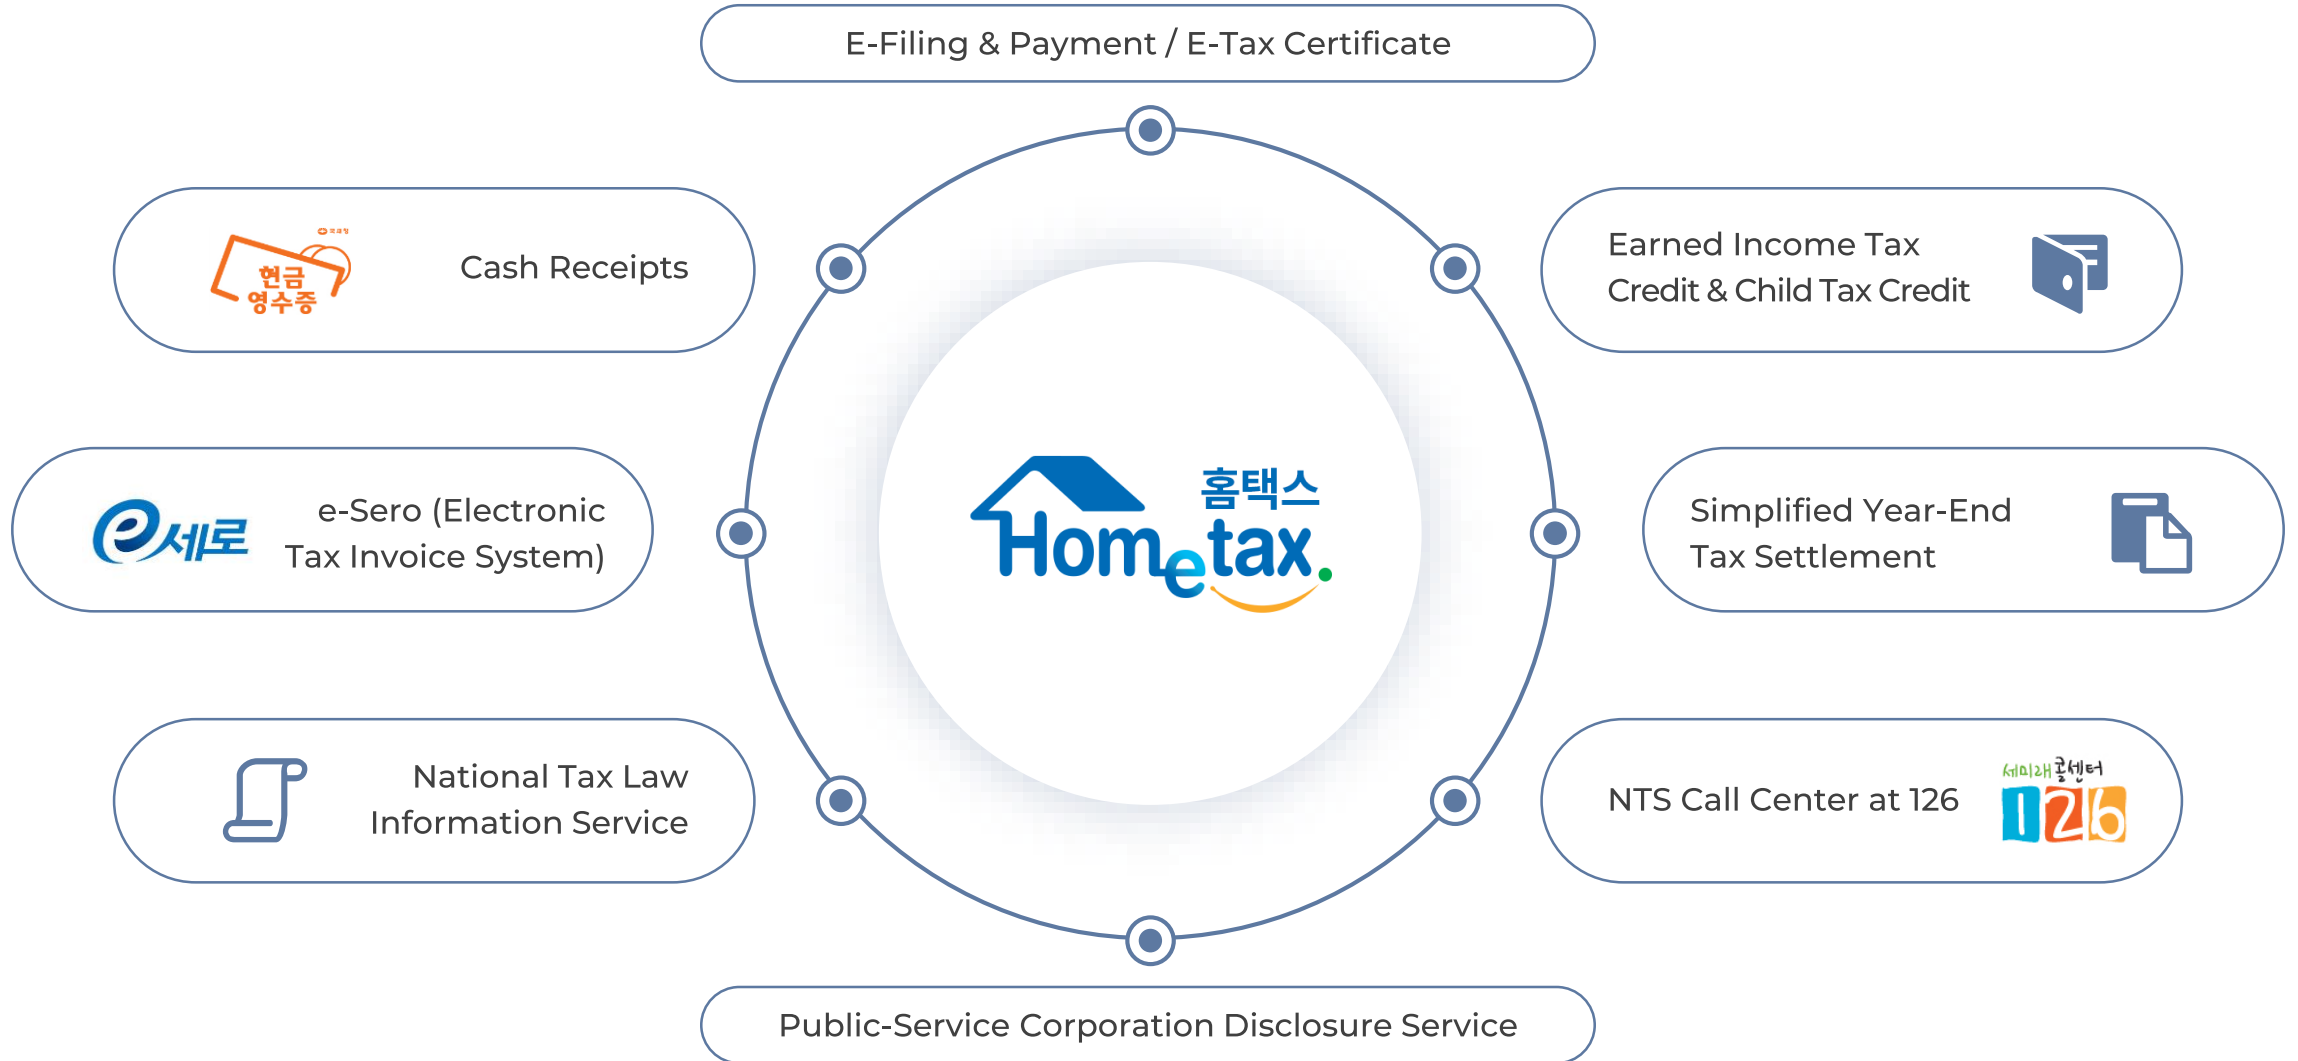 E-Filing & Payment / E-Tax Certificate
국세청
현금
영수증
Cash Receipts
Earned Income Tax
Credit & Child Tax Credit
e세로
e-Sero (Electronic
Tax Invoice System)
홈택스
Hometax.
Simplified Year-End
Tax Settlement
National Tax Law
Information Service
NTS Call Center at 126
세미래콜센터
126
Public-Service Corporation Disclosure Service